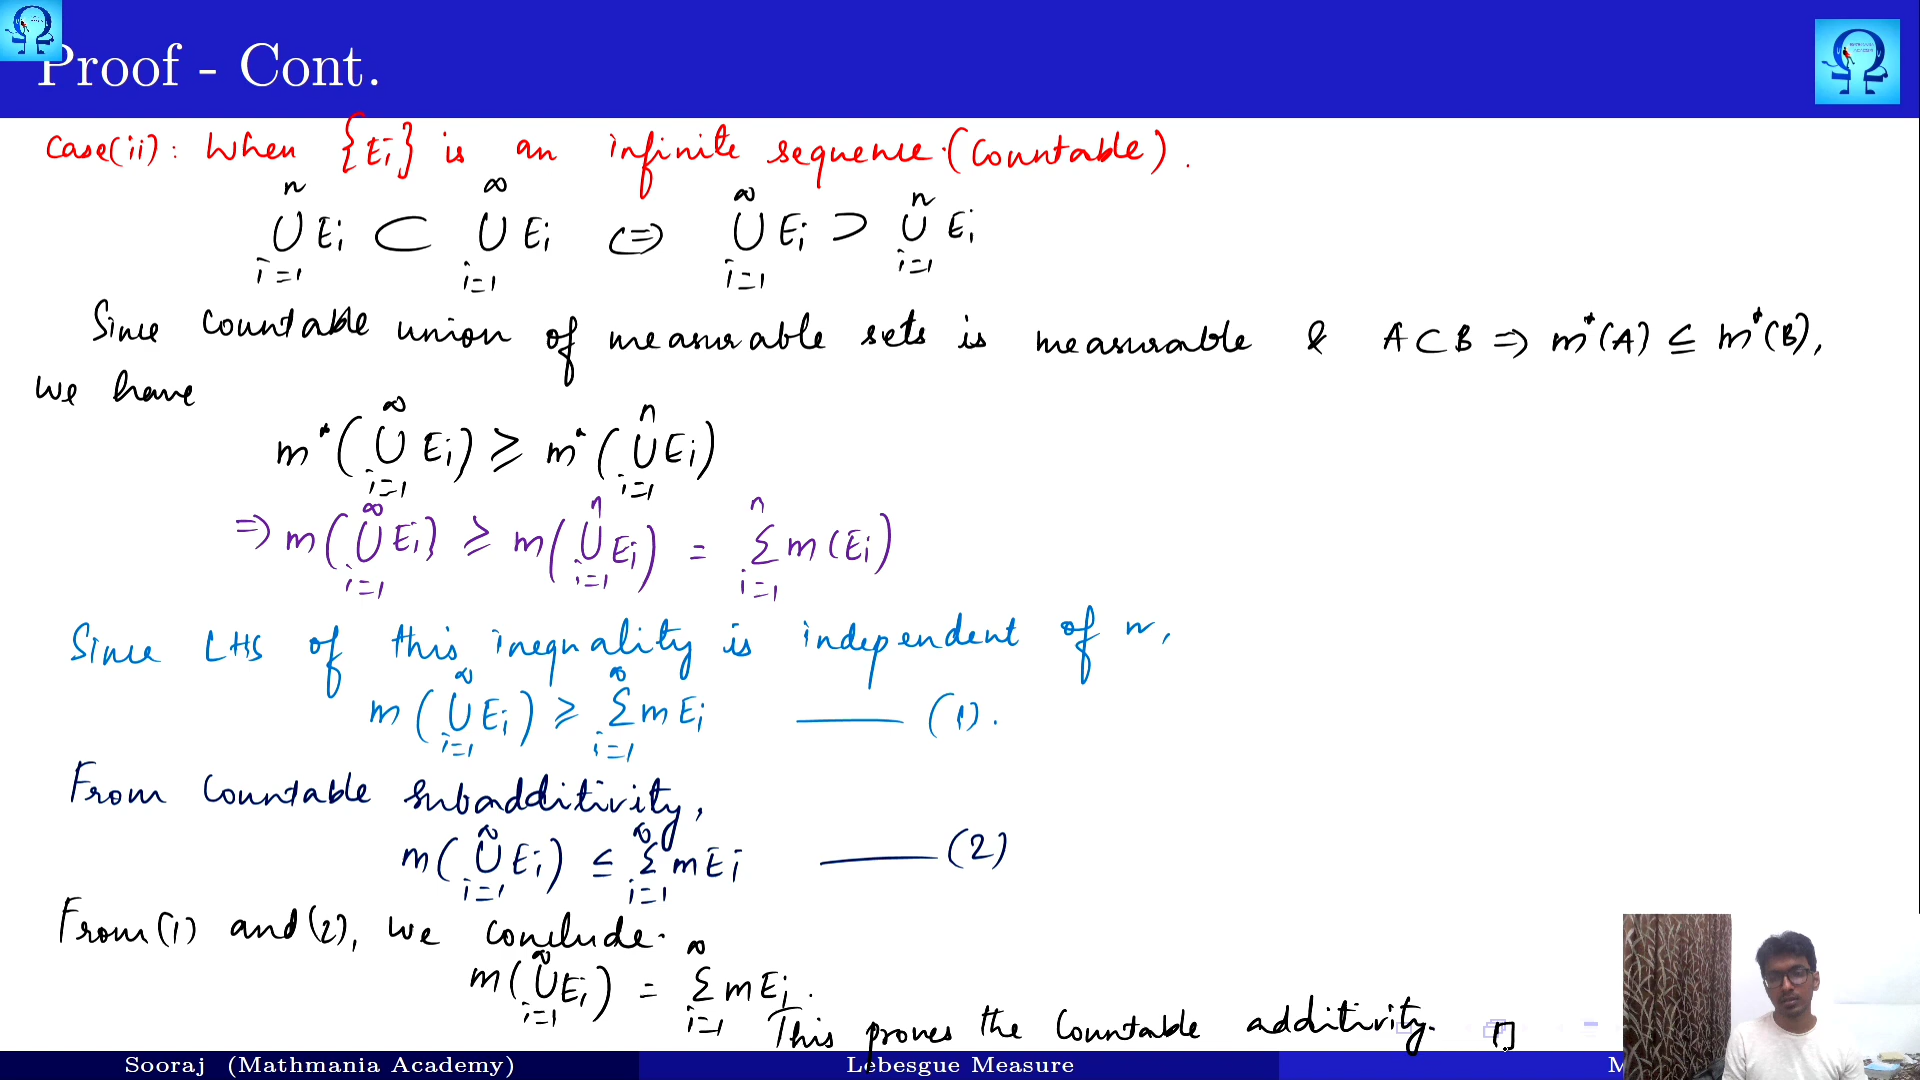 Proof - Cont.
Case(ii): When {Ei} is an infinite sequence. (Countable).
n⋃i=1 Ei ⊂ ∞⋃i=1 Ei ⇔ ∞⋃i=1 Ei ⊃ n⋃i=1 Ei
Since Countable union of measurable sets is measurable & A⊂B ⇒ m*(A) ≤ m*(B),
we have
m*(∞⋃i=1 Ei) ≥ m*(n⋃i=1 Ei)
⇒ m(∞⋃i=1 Ei) ≥ m(n⋃i=1 Ei) = n∑i=1 m(Ei)
Since LHS of this inequality is independent of n,
m(∞⋃i=1 Ei) ≥ ∞∑i=1 mEi —— (1).
From Countable subadditivity,
m(∞⋃i=1 Ei) ≤ ∞∑i=1 mEi —— (2)
From (1) and (2), we conclude.
m(∞⋃i=1 Ei) = ∞∑i=1 mEi.
This proves the Countable additivity.
Sooraj (Mathmania Academy)
Lebesgue Measure